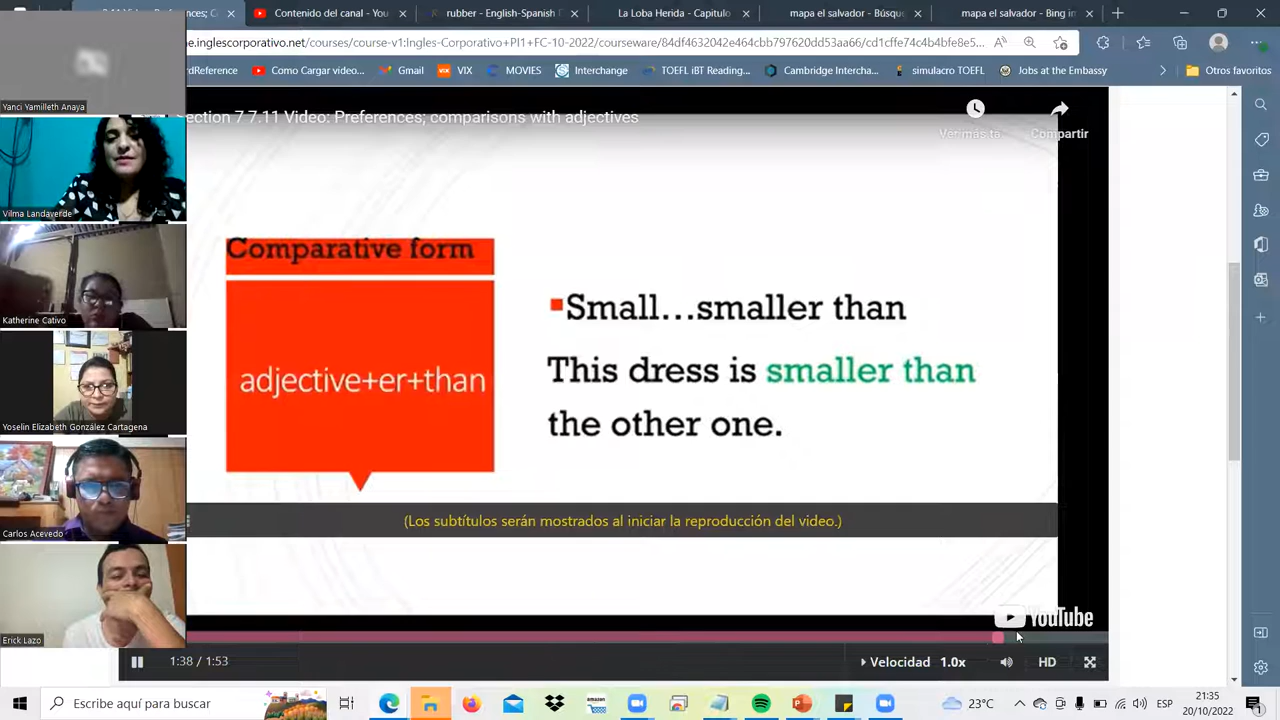 Contenido del canal - You
rubber - English-Spanish
La Loba Herida - Capitulo
mapa el salvador - Búsqu
mapa el salvador - Bing im
e.inglescorporativo.net/courses/course-v1:Ingles-Corporativo+PI1+FC-10-2022/courseware/84df4632042e464cbb797620dd53aa66/cd1cffe74c4b4bfe8e5...
rdReference
Como Cargar video...
Gmail
VIX
MOVIES
Interchange
TOEFL iBT Reading...
Cambridge Intercha...
simulacro TOEFL
Jobs at the Embassy
Otros favoritos
Yanci Yamilleth Anaya
ection 7 7.11 Video: Preferences; comparisons with adjectives
Ver más ta
Compartir
Vilma Landaverde
Comparative form
adjective+er+than
Small...smaller than
This dress is smaller than
the other one.
Katherine Cativo
Yoselin Elizabeth González Cartagena
(Los subtítulos serán mostrados al iniciar la reproducción del video.)
Carlos Acevedo
YouTube
Erick Lazo
1:38 / 1:53
Velocidad 1.0x
HD
Escribe aquí para buscar
23°C
ESP
21:35
20/10/2022